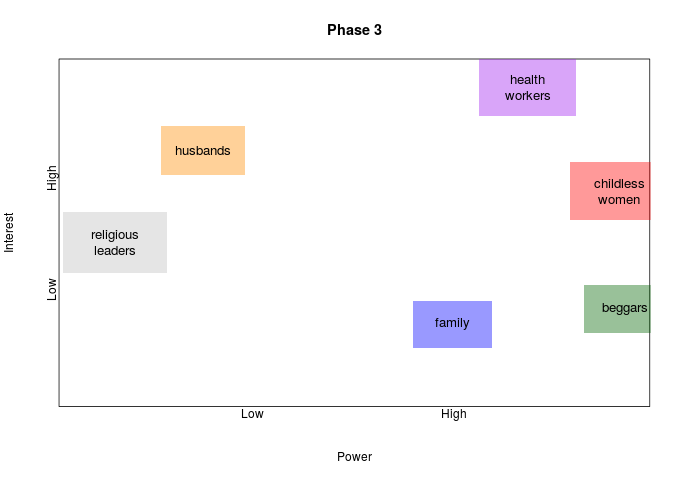 Phase 3
health
workers
husbands
childless
women
religious
leaders
beggars
family
High
Low
Interest
Low
High
Power